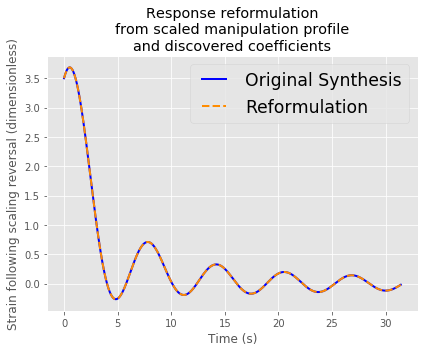 Response reformulation
from scaled manipulation profile
and discovered coefficients
Strain following scaling reversal (dimensionless)
3.5
3.0
2.5
2.0
1.5
1.0
0.5
0.0
Original Synthesis
Reformulation
0 5 10 15 20 25 30
Time (s)